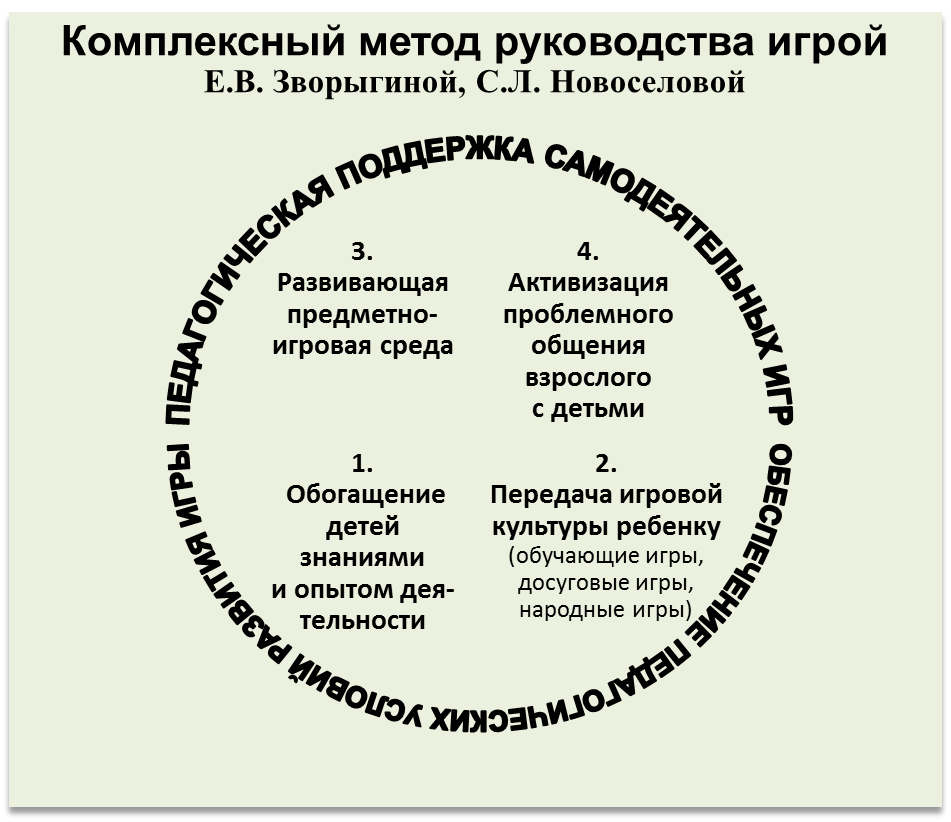 Комплексный метод руководства игрой
Е.В. Зворыгиной, С.Л. Новоселовой
ПЕДАГОГИЧЕСКАЯ ПОДДЕРЖКА САМОДЕЯТЕЛЬНЫХ ИГР
3.
Развивающая
предметно-
игровая среда
4.
Активизация
проблемного
общения
взрослого
с детьми
1.
Обогащение
детей
знаниями
и опытом дея-
тельности
2.
Передача игровой
культуры ребенку
(обучающие игры,
досуговые игры,
народные игры)
ОБЕСПЕЧЕНИЕ ПЕДАГОГИЧЕСКИХ УСЛОВИЙ РАЗВИТИЯ ИГРЫ